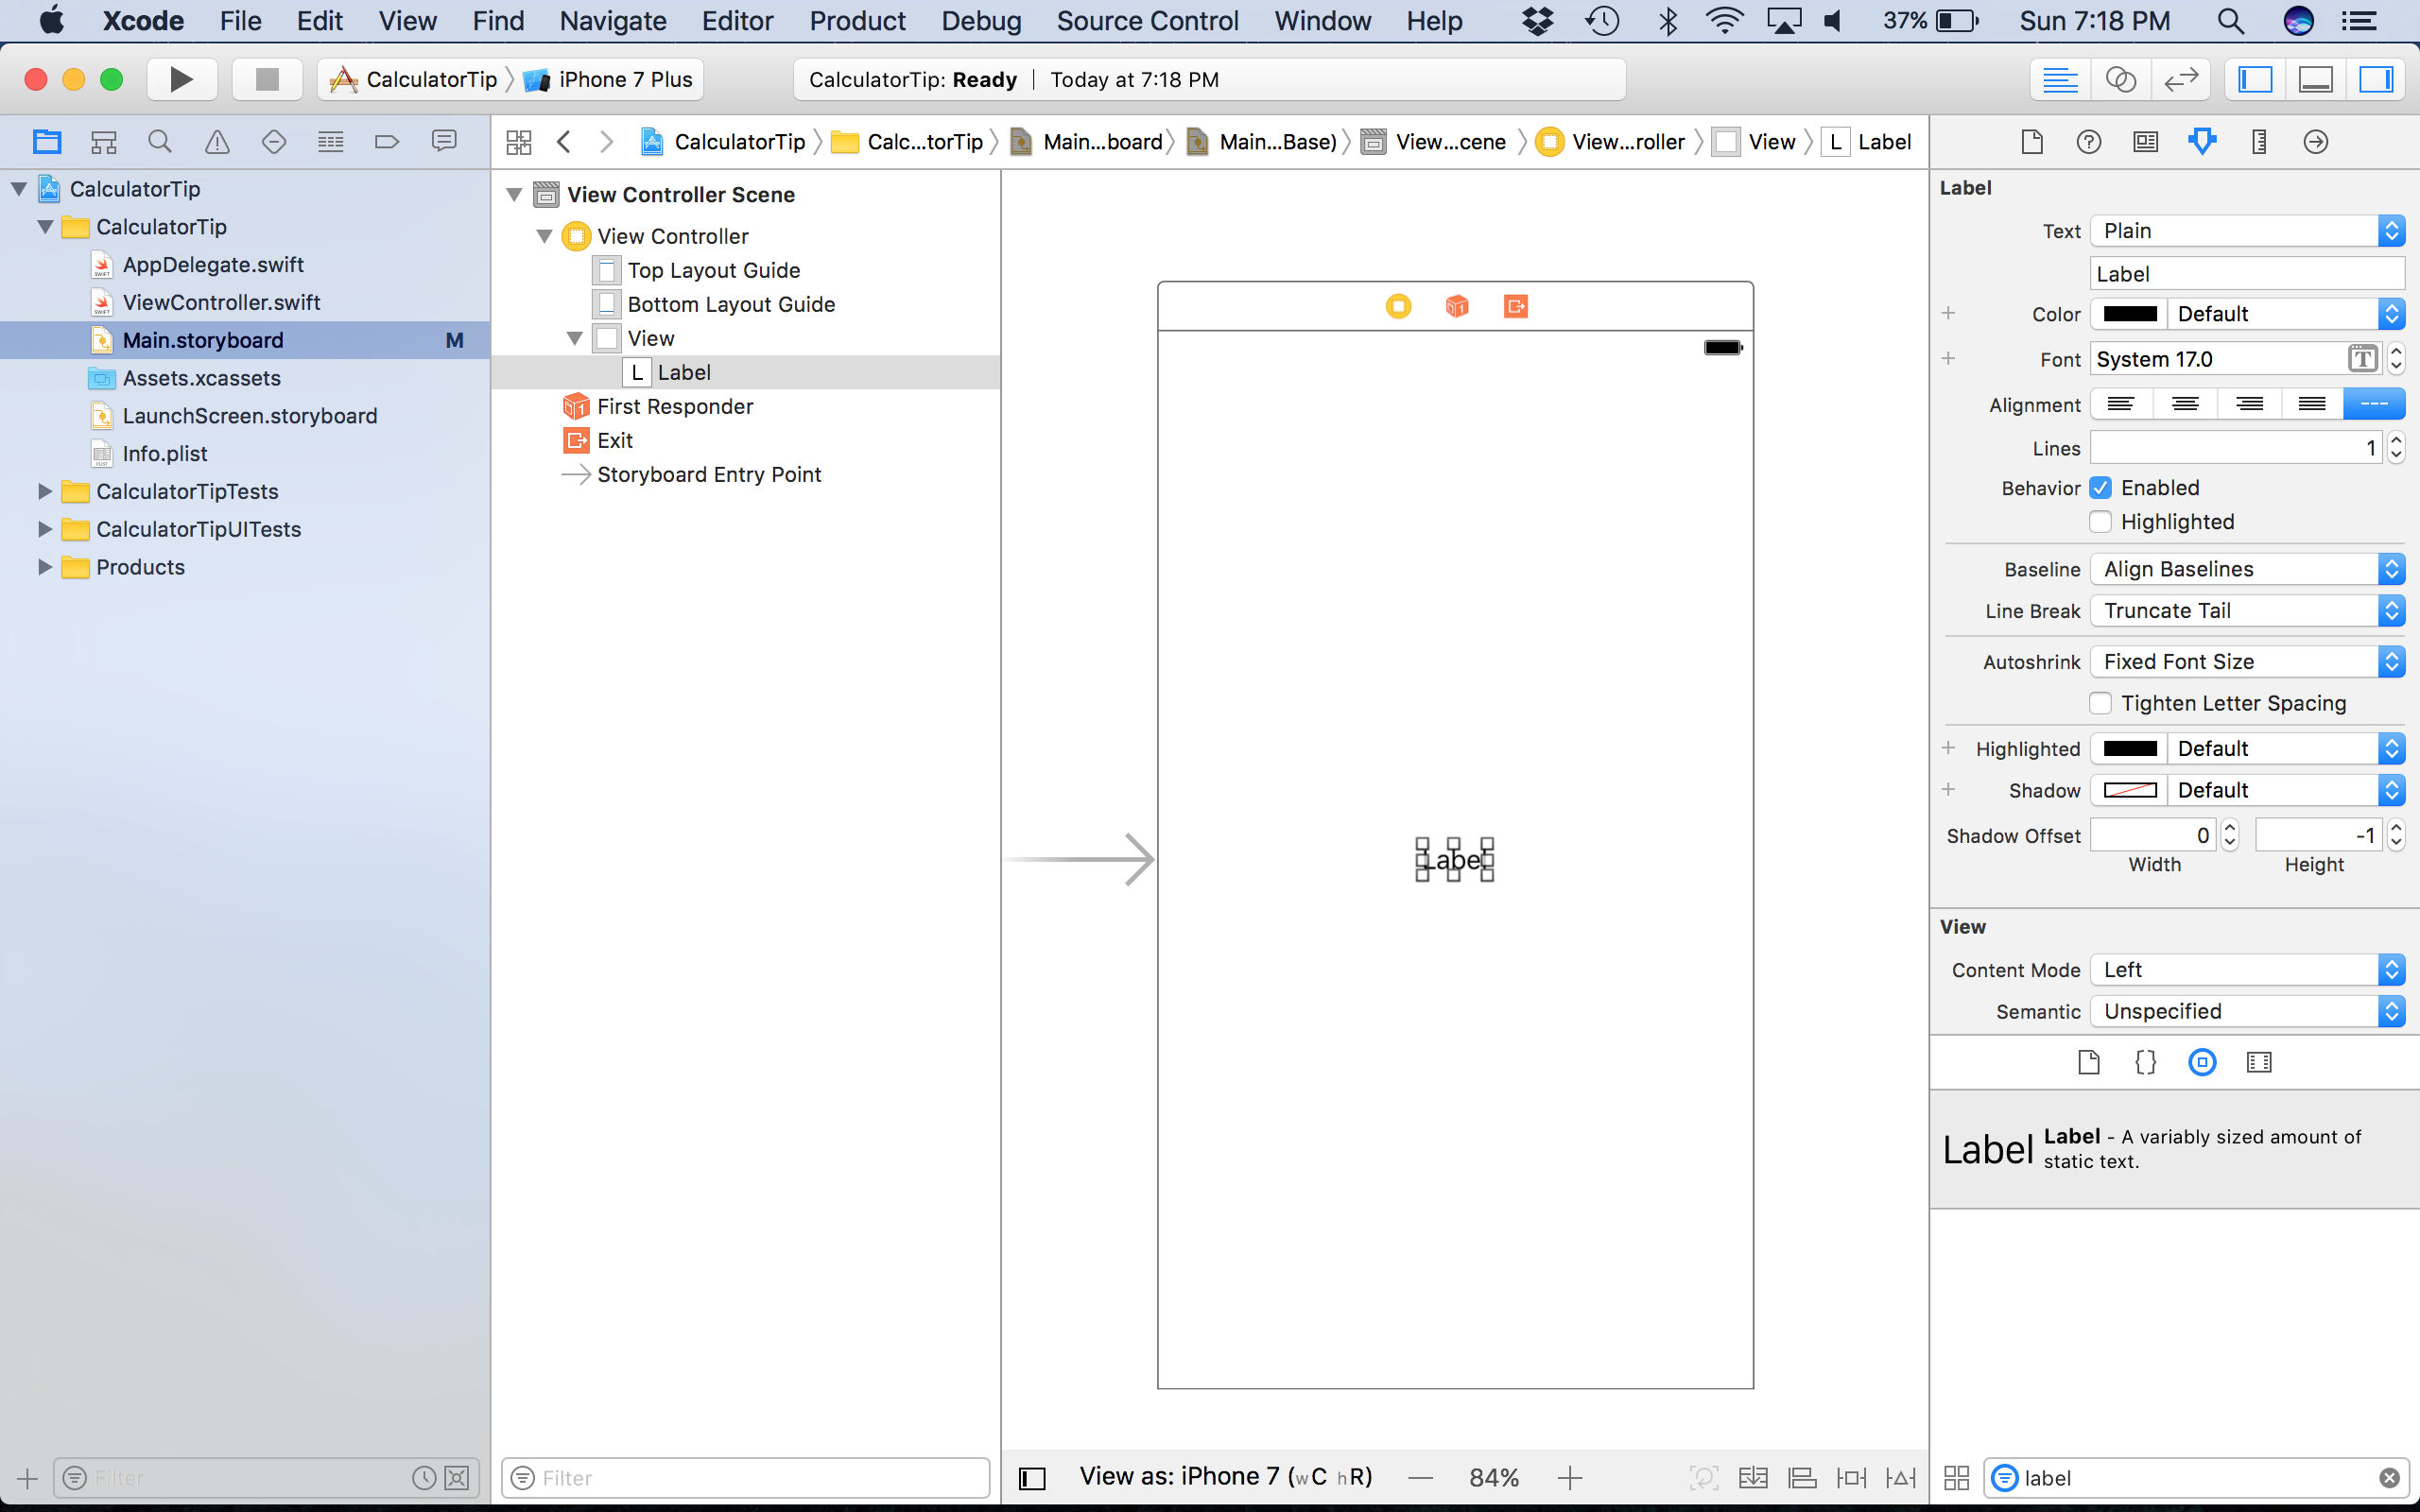 Xcode File Edit View Find Navigate Editor Product Debug Source Control Window Help 37% Sun 7:18 PM
CalculatorTip iPhone 7 Plus CalculatorTip: Ready Today at 7:18 PM
CalculatorTip Calc...torTip Main...board Main...Base) View...cene View...roller View L Label
CalculatorTip
CalculatorTip
AppDelegate.swift
ViewController.swift
Main.storyboard M
Assets.xcassets
LaunchScreen.storyboard
Info.plist
CalculatorTipTests
CalculatorTipUITests
Products
Filter
View Controller Scene
View Controller
Top Layout Guide
Bottom Layout Guide
View
L Label
First Responder
Exit
Storyboard Entry Point
Filter
Label
View as: iPhone 7 (wC hR) 84%
Label
Text Plain
Label
Color Default
Font System 17.0 T
Alignment ---
Lines 1
Behavior Enabled
Highlighted
Baseline Align Baselines
Line Break Truncate Tail
Autoshrink Fixed Font Size
Tighten Letter Spacing
Highlighted Default
Shadow Default
Shadow Offset 0 -1
Width Height
View
Content Mode Left
Semantic Unspecified
{}
Label Label - A variably sized amount of
static text.
label